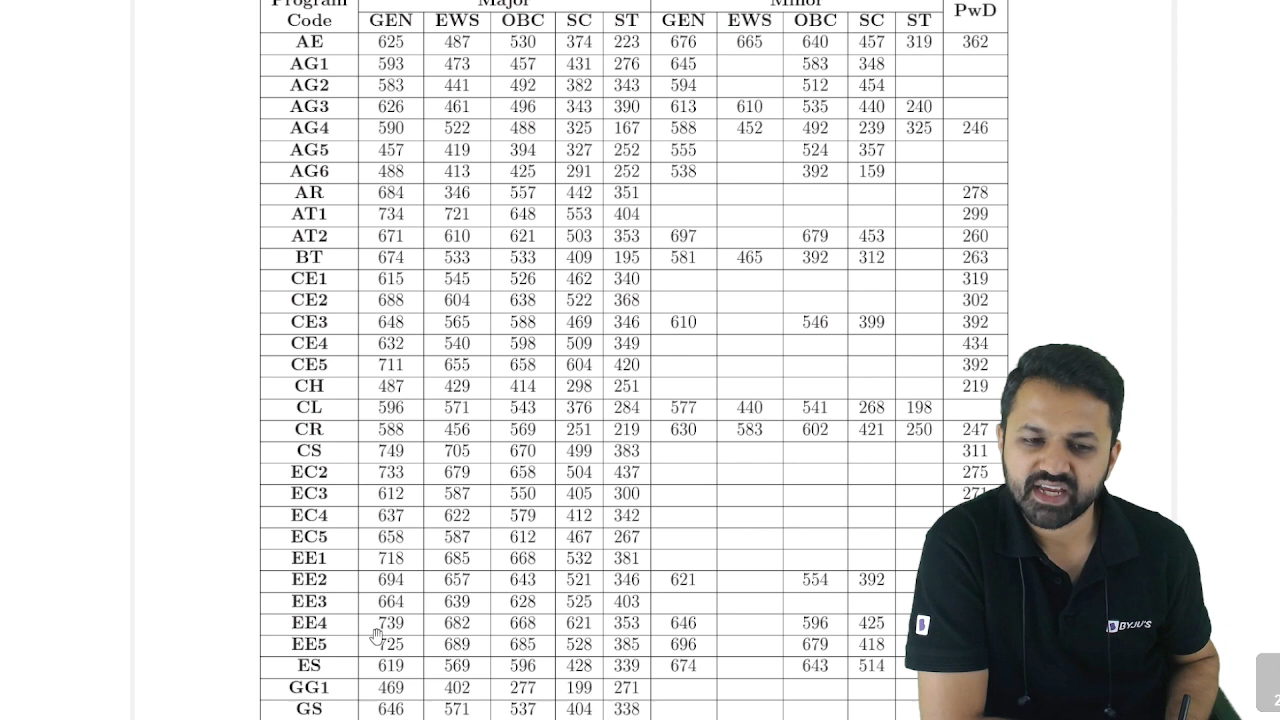 Program Major Minor PwD
Code GEN EWS OBC SC ST GEN EWS OBC SC ST
AE 625 487 530 374 223 676 665 640 457 319 362
AG1 593 473 457 431 276 645 583 348
AG2 583 441 492 382 343 594 512 454
AG3 626 461 496 343 390 613 610 535 440 240
AG4 590 522 488 325 167 588 452 492 239 325 246
AG5 457 419 394 327 252 555 524 357
AG6 488 413 425 291 252 538 392 159
AR 684 346 557 442 351 278
AT1 734 721 648 553 404 299
AT2 671 610 621 503 353 697 679 453 260
BT 674 533 533 409 195 581 465 392 312 263
CE1 615 545 526 462 340 319
CE2 688 604 638 522 368 302
CE3 648 565 588 469 346 610 546 399 392
CE4 632 540 598 509 349 434
CE5 711 655 658 604 420 392
CH 487 429 414 298 251 219
CL 596 571 543 376 284 577 440 541 268 198
CR 588 456 569 251 219 630 583 602 421 250 247
CS 749 705 670 499 383 311
EC2 733 679 658 504 437 275
EC3 612 587 550 405 300 271
EC4 637 622 579 412 342
EC5 658 587 612 467 267
EE1 718 685 668 532 381
EE2 694 657 643 521 346 621 554 392
EE3 664 639 628 525 403
EE4 739 682 668 621 353 646 596 425
EE5 725 689 685 528 385 696 679 418
ES 619 569 596 428 339 674 643 514
GG1 469 402 277 199 271
GS 646 571 537 404 338
BYJU'S
2